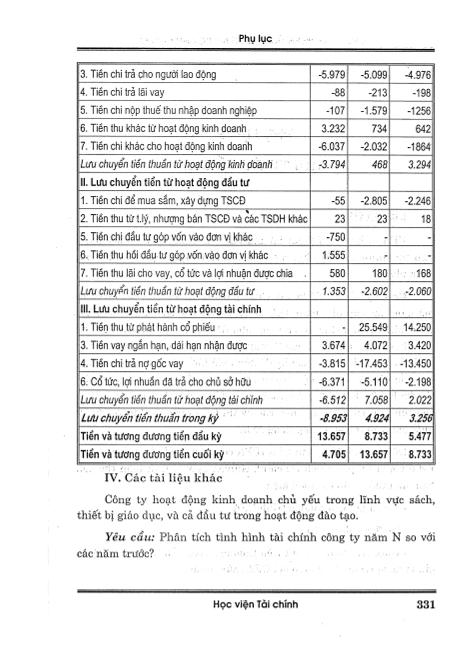 Phụ lục
3. Tiền chi trả cho người lao động -5.979 -5.099 -4.976
4. Tiền chi trả lãi vay -88 -213 -198
5. Tiền chi nộp thuế thu nhập doanh nghiệp -107 -1.579 -1256
6. Tiền thu khác từ hoạt động kinh doanh 3.232 734 642
7. Tiền chi khác cho hoạt động kinh doanh -6.037 -2.032 -1864
Lưu chuyển tiền thuần từ hoạt động kinh doanh -3.794 468 3.294
II. Lưu chuyển tiền từ hoạt động đầu tư
1. Tiền chi để mua sắm, xây dựng TSCĐ -55 -2.805 -2.246
2. Tiền thu từ t.lý, nhượng bán TSCĐ và các TSDH khác 23 23 18
5. Tiền chi đầu tư góp vốn vào đơn vị khác -750 - -
6. Tiền thu hồi đầu tư góp vốn vào đơn vị khác 1.555 - -
7. Tiền thu lãi cho vay, cổ tức và lợi nhuận được chia 580 180 168
Lưu chuyển tiền từ hoạt động đầu tư 1.353 -2.602 -2.060
III. Lưu chuyển tiền từ hoạt động tài chính
1. Tiền thu từ phát hành cổ phiếu - 25.549 14.250
3. Tiền vay ngắn hạn, dài hạn nhận được 3.674 4.072 3.420
4. Tiền chi trả nợ gốc vay -3.815 -17.453 -13.450
6. Cổ tức, lợi nhuần đã trả cho chủ sở hữu -6.371 -5.110 -2.198
Lưu chuyển tiền từ hoạt động tài chính -6.512 7.058 2.022
Lưu chuyển tiền thuần trong kỳ -8.953 4.924 3.256
Tiền và tương đương tiền đầu kỳ 13.657 8.733 5.477
Tiền và tương đương tiền cuối kỳ 4.705 13.657 8.733
IV. Các tài liệu khác
Công ty hoạt động kinh doanh chủ yếu trong lĩnh vực sách,
thiết bị giáo dục, và cả đầu tư trong hoạt động đào tạo.
Yêu cầu: Phân tích tình hình tài chính công ty năm N so với
các năm trước?
Học viện Tài chính 331